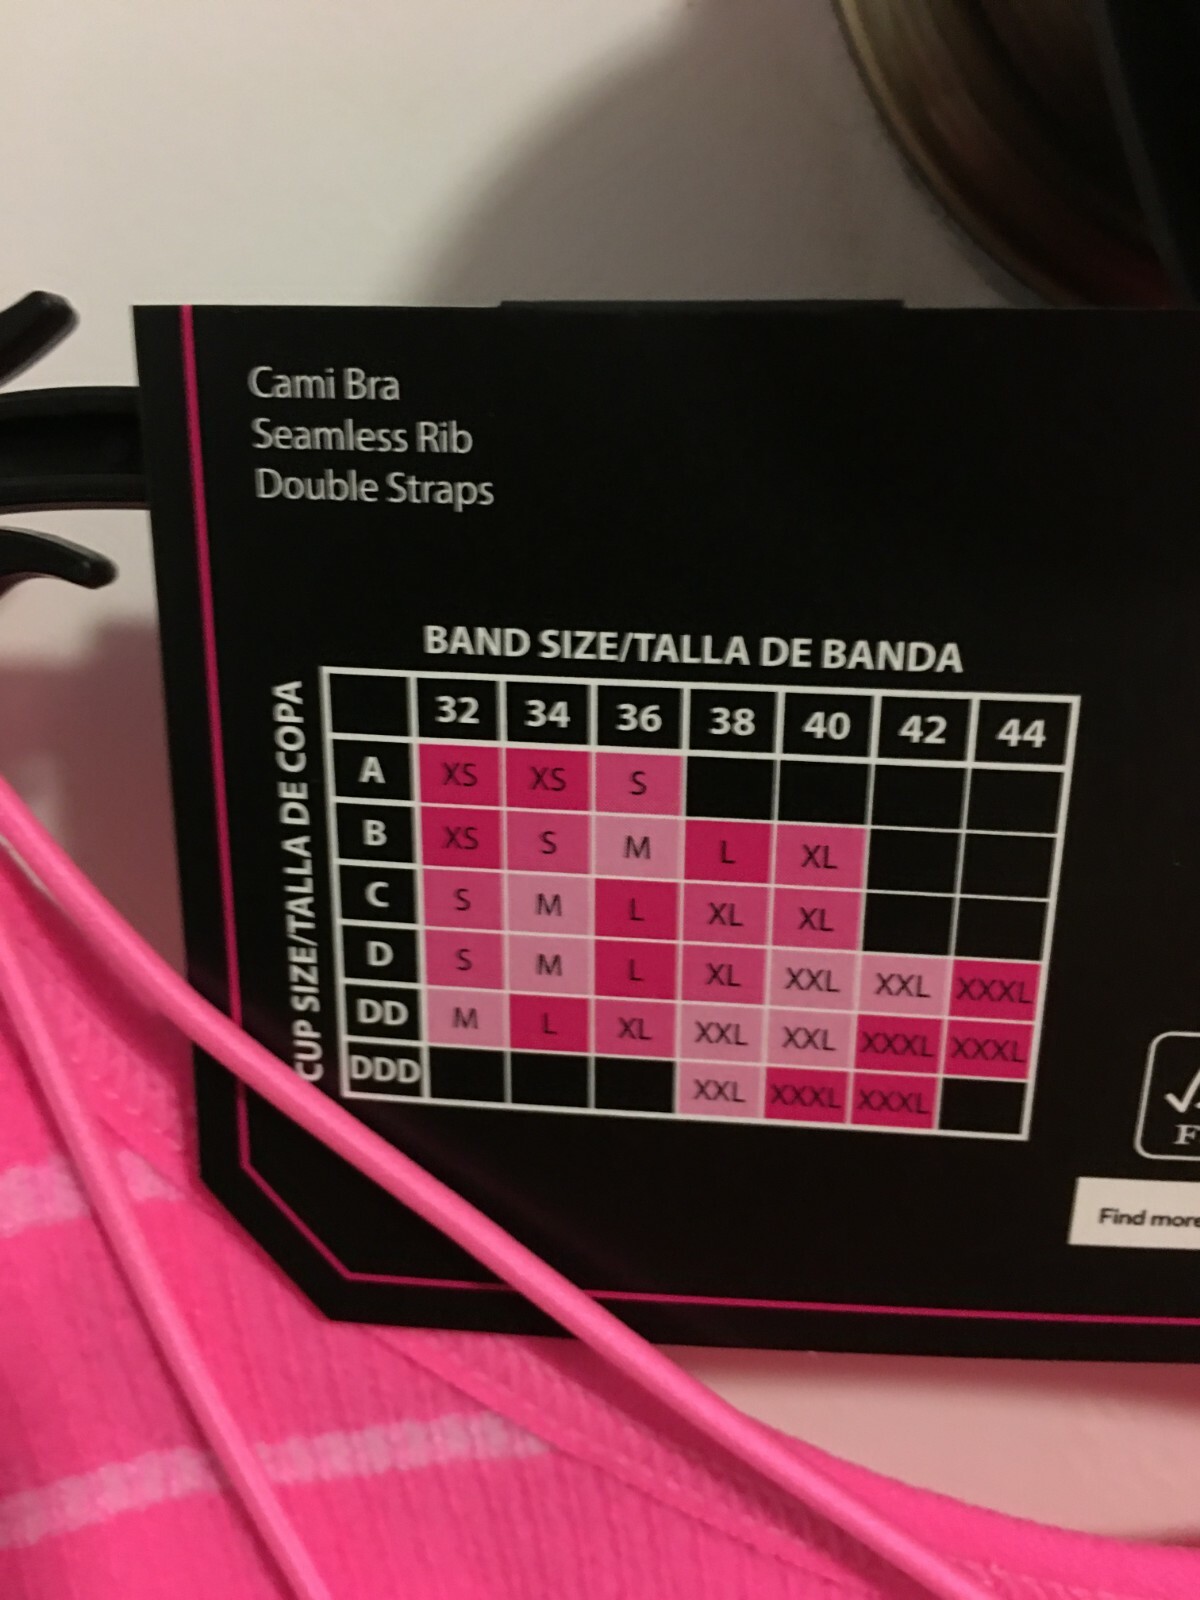 Cami Bra
Seamless Rib
Double Straps
BAND SIZE/TALLA DE BANDA
CUP SIZE/TALLA DE COPA
32 34 36 38 40 42 44
A XS XS S
B XS S M L XL
C S M L XL XL
D S M L XL XXL XXL XXXL
DD M L XL XXL XXL XXXL XXXL
DDD XXL XXXL XXXL
Find more